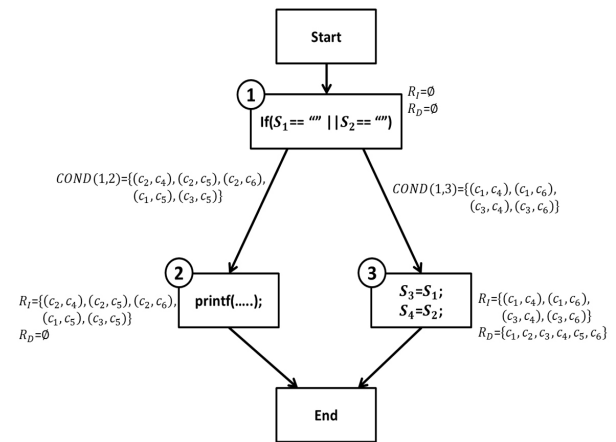 Start
1
R_I=∅
R_D=∅
If(S_1== “” ||S_2== “”)
COND(1,2)={(c_2,c_4),(c_2,c_5),(c_2,c_6),
(c_1,c_5),(c_3,c_5)}
COND(1,3)={(c_1,c_4),(c_1,c_6),
(c_3,c_4),(c_3,c_6)}
2
R_I={(c_2,c_4),(c_2,c_5),(c_2,c_6),
(c_1,c_5),(c_3,c_5)}
R_D=∅
printf(…..);
3
S_3=S_1;
S_4=S_2;
R_I={(c_1,c_4),(c_1,c_6),
(c_3,c_4),(c_3,c_6)}
R_D={c_1,c_2,c_3,c_4,c_5,c_6}
End